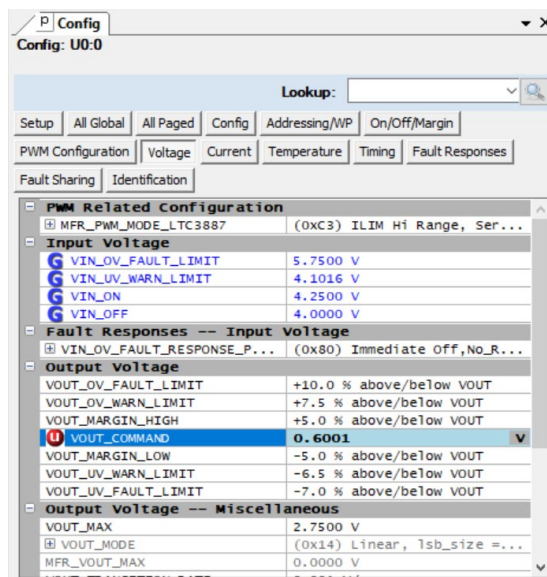 P Config
Config: U0:0
Lookup:
Setup All Global All Paged Config Addressing/WP On/Off/Margin
PWM Configuration Voltage Current Temperature Timing Fault Responses
Fault Sharing Identification
PWM Related Configuration
MFR_PWM_MODE_LTC3887 (0xC3) ILIM Hi Range, Ser...
Input Voltage
G VIN_OV_FAULT_LIMIT 5.7500 V
G VIN_UV_WARN_LIMIT 4.1016 V
G VIN_ON 4.2500 V
G VIN_OFF 4.0000 V
Fault Responses -- Input Voltage
VIN_OV_FAULT_RESPONSE_P... (0x80) Immediate Off,No_R...
Output Voltage
VOUT_OV_FAULT_LIMIT +10.0 % above/below VOUT
VOUT_OV_WARN_LIMIT +7.5 % above/below VOUT
VOUT_MARGIN_HIGH +5.0 % above/below VOUT
U VOUT_COMMAND 0.6001 V
VOUT_MARGIN_LOW -5.0 % above/below VOUT
VOUT_UV_WARN_LIMIT -6.5 % above/below VOUT
VOUT_UV_FAULT_LIMIT -7.0 % above/below VOUT
Output Voltage -- Miscellaneous
VOUT_MAX 2.7500 V
VOUT_MODE (0x14) Linear, lsb_size =...
MFR_VOUT_MAX 0.0000 V